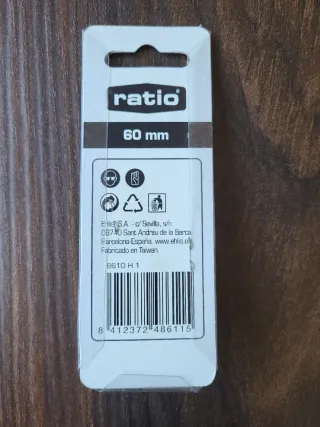 ratio®
60 mm
Ehlis S.A. - c/ Sevilla, s/n
08740 Sant Andreu de la Barca
Barcelona-España www.ehlis.es
Fabricado en Taiwan.
6610 H 1
8 412372 486115